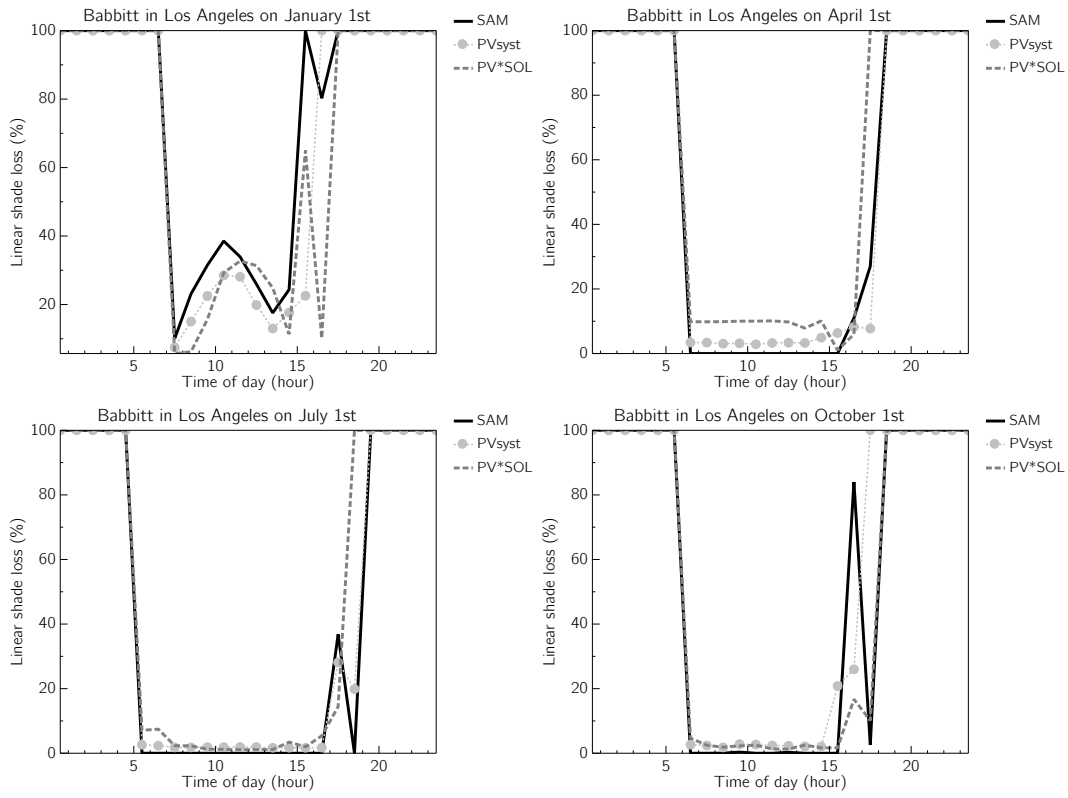 Babbitt in Los Angeles on January 1st
SAM
PVsyst
PV*SOL
100
80
60
40
20
Linear shade loss (%)
5 10 15 20
Time of day (hour)
Babbitt in Los Angeles on April 1st
SAM
PVsyst
PV*SOL
100
80
60
40
20
0
Linear shade loss (%)
5 10 15 20
Time of day (hour)
Babbitt in Los Angeles on July 1st
SAM
PVsyst
PV*SOL
100
80
60
40
20
0
Linear shade loss (%)
5 10 15 20
Time of day (hour)
Babbitt in Los Angeles on October 1st
SAM
PVsyst
PV*SOL
100
80
60
40
20
0
Linear shade loss (%)
5 10 15 20
Time of day (hour)